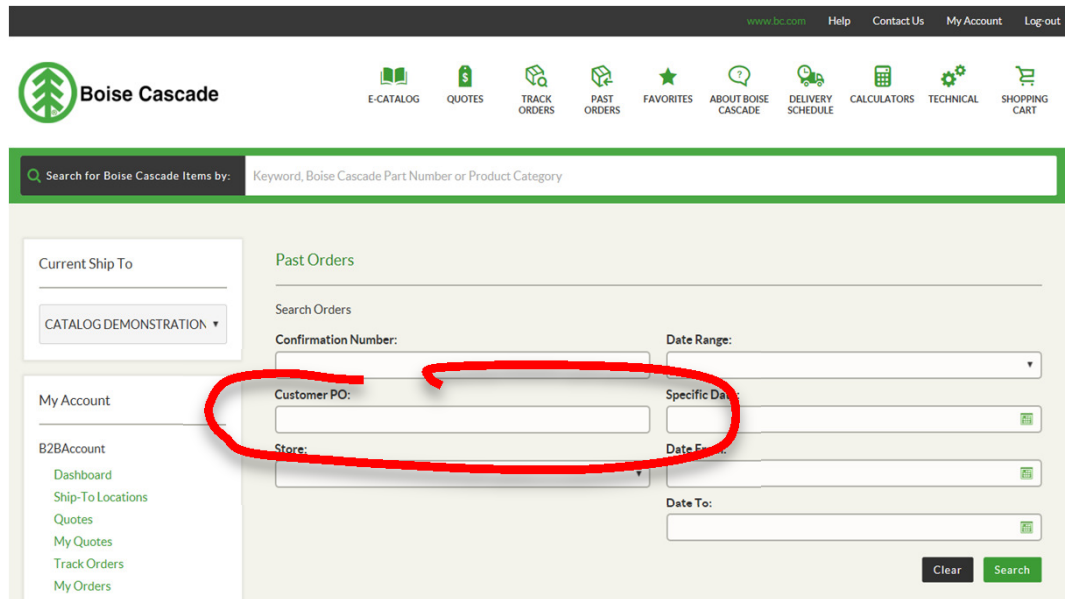 www.bc.com Help Contact Us My Account Log-out
Boise Cascade
E-CATALOG
QUOTES
TRACK
ORDERS
PAST
ORDERS
FAVORITES
ABOUT BOISE
CASCADE
DELIVERY
SCHEDULE
CALCULATORS
TECHNICAL
SHOPPING
CART
Search for Boise Cascade Items by: Keyword, Boise Cascade Part Number or Product Category
Current Ship To
CATALOG DEMONSTRATION
My Account
B2BAccount
Dashboard
Ship-To Locations
Quotes
My Quotes
Track Orders
My Orders
Past Orders
Search Orders
Confirmation Number:
Customer PO:
Store:
Date Range:
Specific Date:
Date From:
Date To:
Clear Search